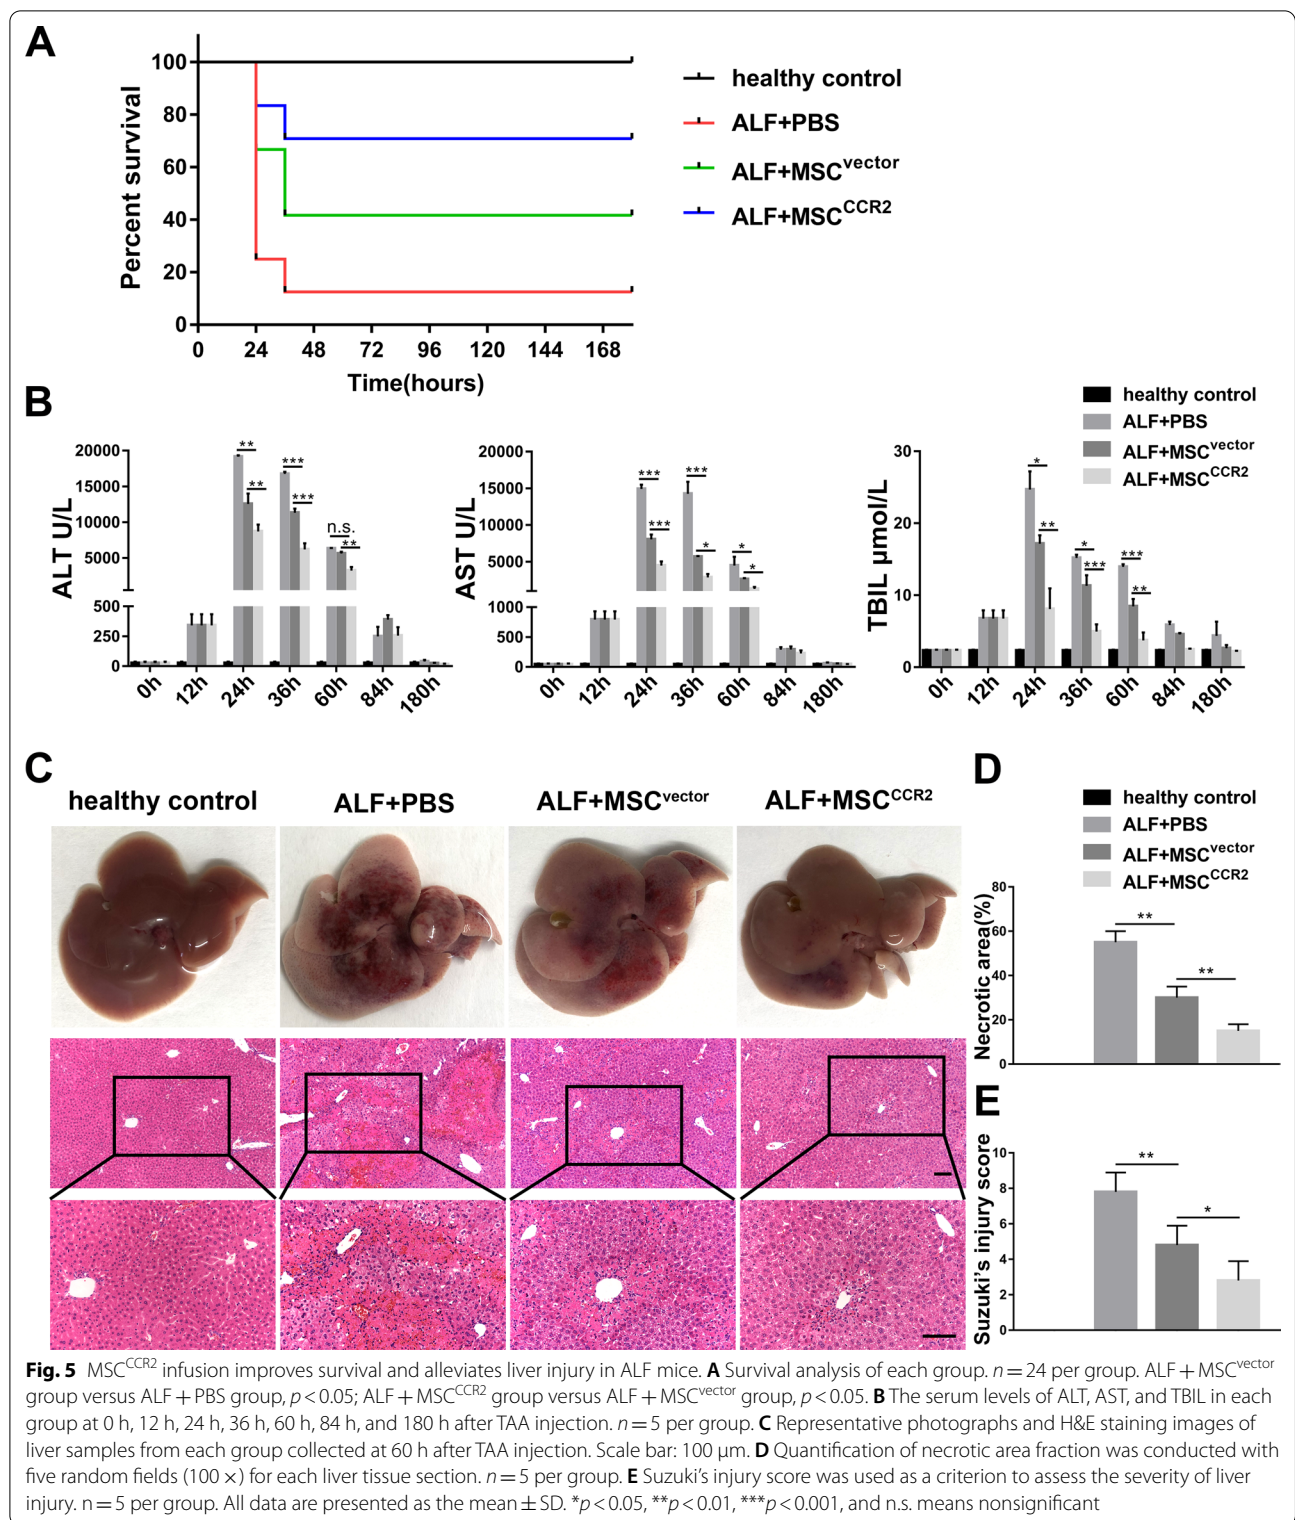 A
100
80
60
40
20
0
Percent survival
0 24 48 72 96 120 144 168
Time(hours)
healthy control
ALF+PBS
ALF+MSCvector
ALF+MSCCCR2
B
healthy control
ALF+PBS
ALF+MSCvector
ALF+MSCCCR2
ALT U/L
20000
15000
10000
5000
500
250
0
** ** *** *** n.s. **
0h 12h 24h 36h 60h 84h 180h
AST U/L
20000
15000
10000
5000
1000
500
0
*** *** *** * * *
0h 12h 24h 36h 60h 84h 180h
TBIL μmol/L
30
20
10
0
* ** * *** *** **
0h 12h 24h 36h 60h 84h 180h
C
healthy control ALF+PBS ALF+MSCvector ALF+MSCCCR2
D
healthy control
ALF+PBS
ALF+MSCvector
ALF+MSCCCR2
Necrotic area(%)
80
60
40
20
0
** **
E
Suzuki's injury score
10
8
6
4
2
0
** *
Fig. 5 MSCCCR2 infusion improves survival and alleviates liver injury in ALF mice. A Survival analysis of each group. n = 24 per group. ALF + MSCvector
group versus ALF + PBS group, p < 0.05; ALF + MSCCCR2 group versus ALF + MSCvector group, p < 0.05. B The serum levels of ALT, AST, and TBIL in each
group at 0 h, 12 h, 24 h, 36 h, 60 h, 84 h, and 180 h after TAA injection. n = 5 per group. C Representative photographs and H&E staining images of
liver samples from each group collected at 60 h after TAA injection. Scale bar: 100 μm. D Quantification of necrotic area fraction was conducted with
five random fields (100 ×) for each liver tissue section. n = 5 per group. E Suzuki's injury score was used as a criterion to assess the severity of liver
injury. n = 5 per group. All data are presented as the mean ± SD. *p < 0.05, **p < 0.01, ***p < 0.001, and n.s. means nonsignificant